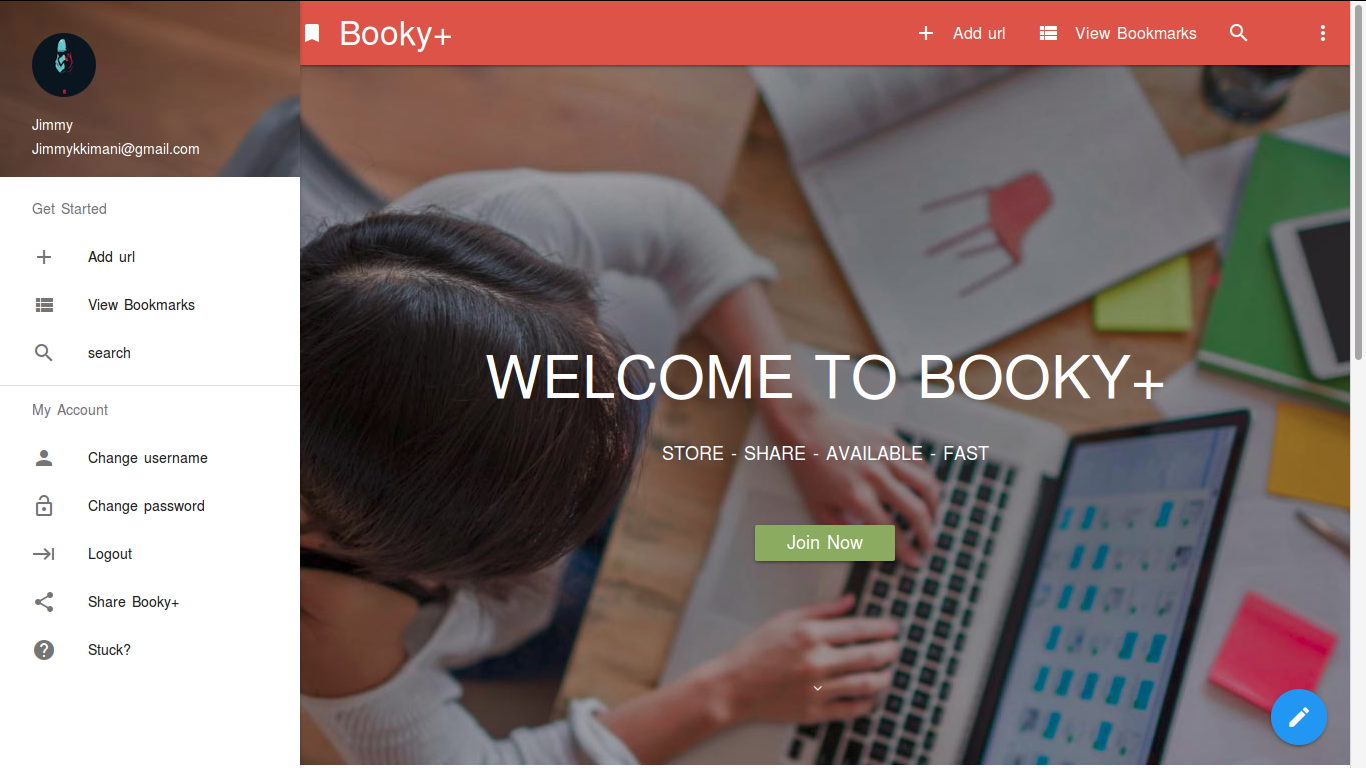 Jimmy
Jimmykkimani@gmail.com
Get Started
Add url
View Bookmarks
search
My Account
Change username
Change password
Logout
Share Booky+
Stuck?
Booky+
Add url
View Bookmarks
WELCOME TO BOOKY+
STORE - SHARE - AVAILABLE - FAST
Join Now